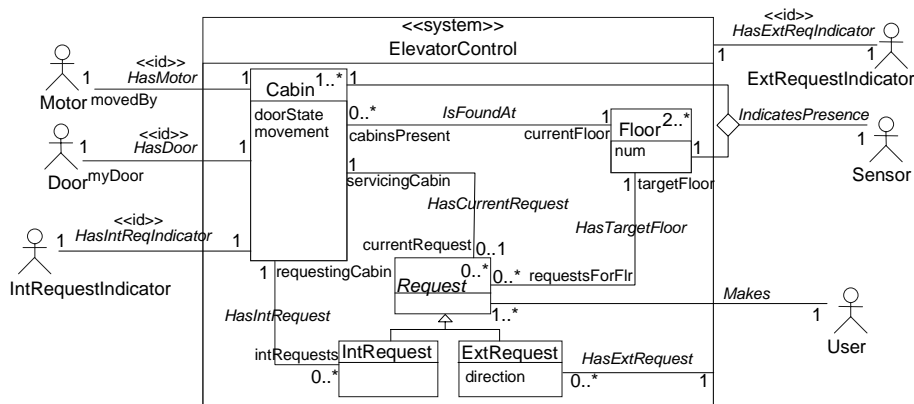 <<system>>
ElevatorControl
<<id>>
HasExtReqIndicator
1
1
ExtRequestIndicator
<<id>>
HasMotor
1
1
Motor
movedBy
Cabin
1..*
doorState
movement
1
0..*
IsFoundAt
1
cabinsPresent
currentFloor
Floor
2..*
num
1
IndicatesPresence
1
Sensor
<<id>>
HasDoor
1
1
Door
myDoor
1
servicingCabin
HasCurrentRequest
currentRequest
0..1
1
targetFloor
HasTargetFloor
0..*
requestsForFlr
<<id>>
HasIntReqIndicator
1
1
IntRequestIndicator
1
requestingCabin
HasIntRequest
intRequests
0..*
0..*
Request
1..*
Makes
1
User
IntRequest
ExtRequest
direction
HasExtRequest
0..*
1